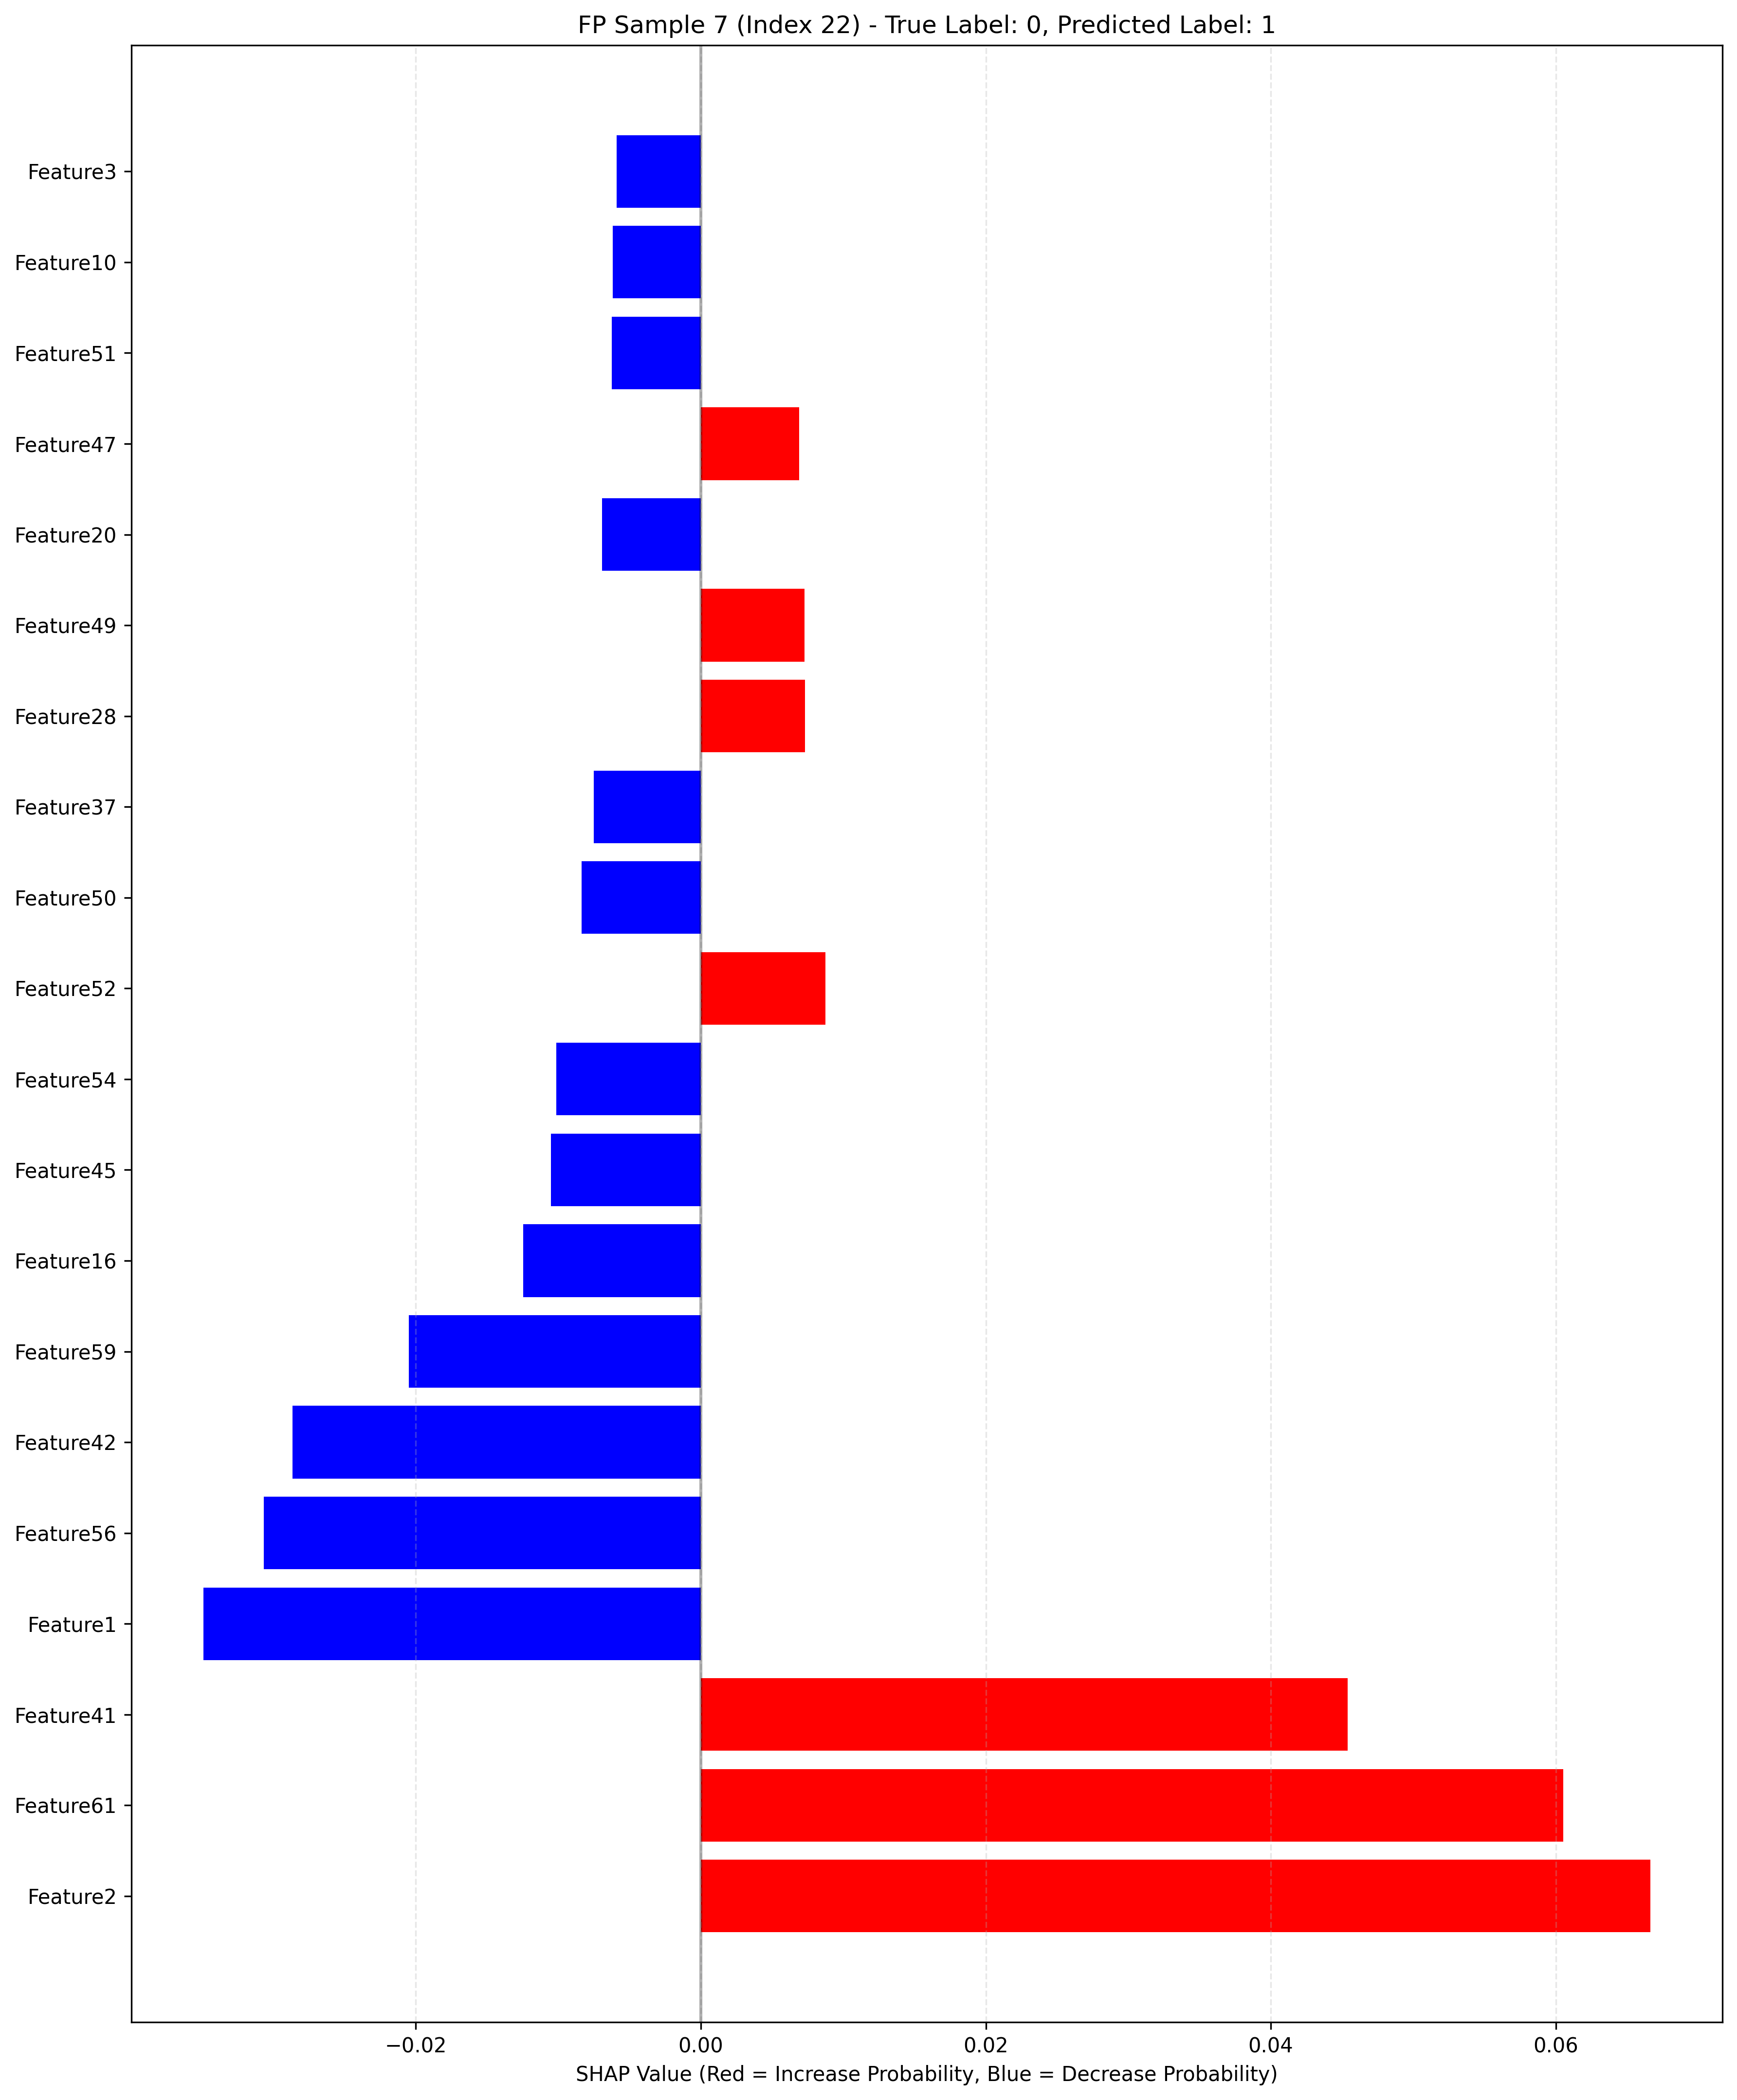 FP Sample 7 (Index 22) - True Label: 0, Predicted Label: 1
Feature3
Feature10
Feature51
Feature47
Feature20
Feature49
Feature28
Feature37
Feature50
Feature52
Feature54
Feature45
Feature16
Feature59
Feature42
Feature56
Feature1
Feature41
Feature61
Feature2
−0.02 0.00 0.02 0.04 0.06
SHAP Value (Red = Increase Probability, Blue = Decrease Probability)